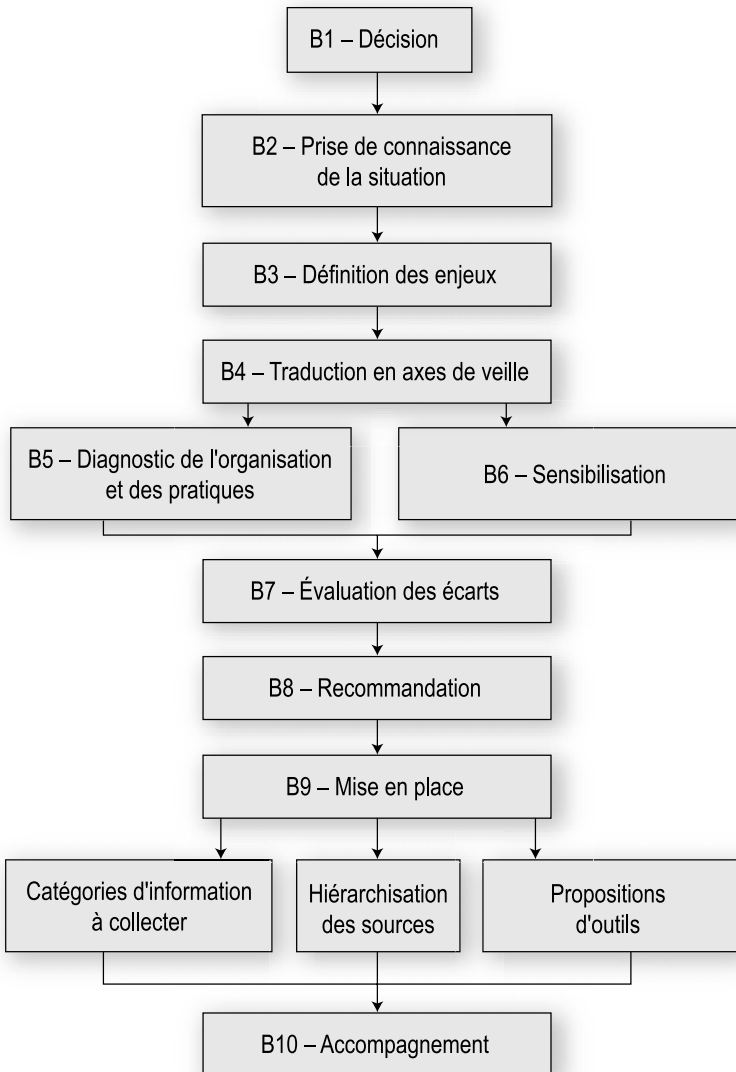 B1 – Décision
B2 – Prise de connaissance
de la situation
B3 – Définition des enjeux
B4 – Traduction en axes de veille
B5 – Diagnostic de l'organisation
et des pratiques
B6 – Sensibilisation
B7 – Évaluation des écarts
B8 – Recommandation
B9 – Mise en place
Catégories d'information
à collecter
Hiérarchisation
des sources
Propositions
d'outils
B10 – Accompagnement